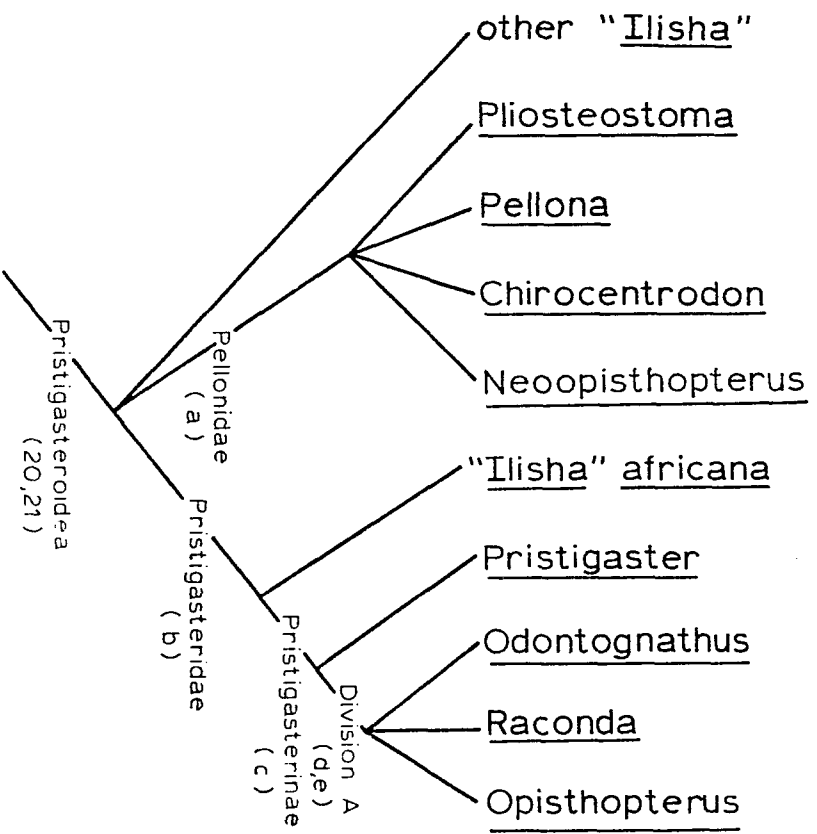 other "Ilisha"
Pliosteostoma
Pellona
Chirocentrodon
Neoopisthopterus
"Ilisha" africana
Pristigaster
Odontognathus
Raconda
Opisthopterus
Pristigasteroidea
(20,21)
Pellonidae
(a)
Pristigasteridae
(b)
Pristigasterinae
(c)
Division A
(d,e)